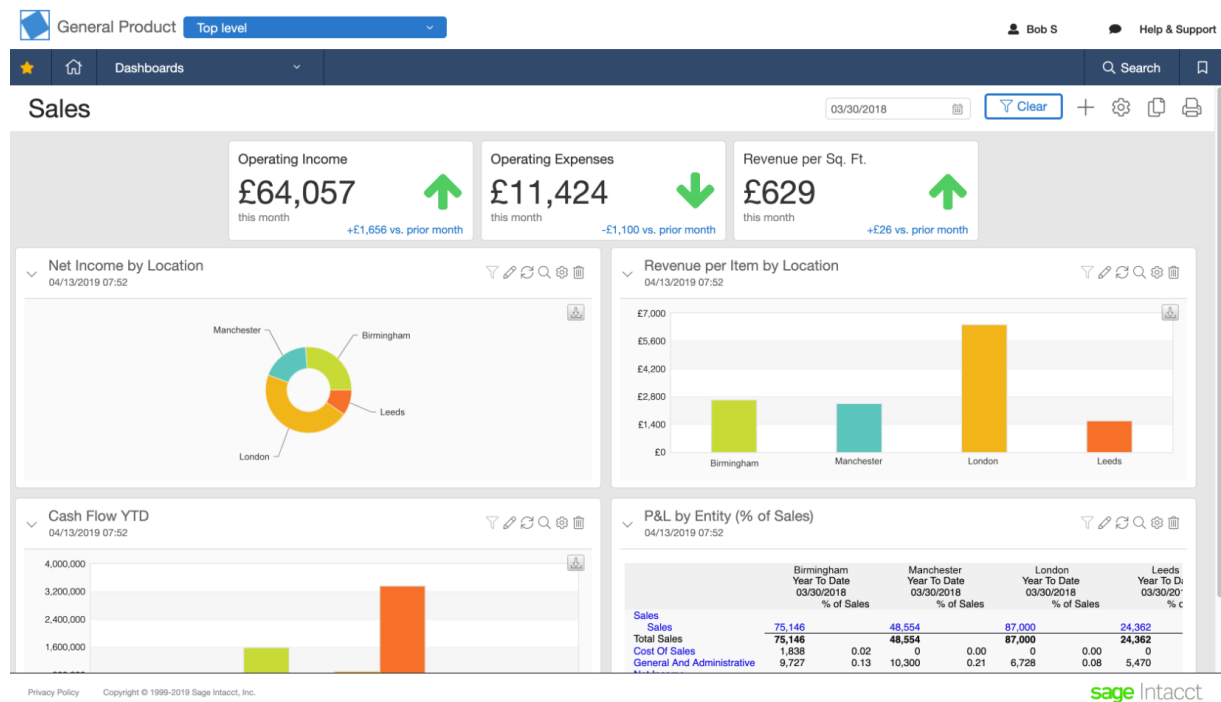 General Product Top level Bob S Help & Support
Dashboards Search
Sales 03/30/2018 Clear
Operating Income
£64,057
this month
+£1,656 vs. prior month
Operating Expenses
£11,424
this month
-£1,100 vs. prior month
Revenue per Sq. Ft.
£629
this month
+£26 vs. prior month
Net Income by Location
04/13/2019 07:52
Manchester
Birmingham
Leeds
London
Revenue per Item by Location
04/13/2019 07:52
£7,000
£5,600
£4,200
£2,800
£1,400
£0
Birmingham Manchester London Leeds
Cash Flow YTD
04/13/2019 07:52
4,000,000
3,200,000
2,400,000
1,600,000
P&L by Entity (% of Sales)
04/13/2019 07:52
Birmingham Manchester London Leeds
Year To Date Year To Date Year To Date Year To Da
03/30/2018 03/30/2018 03/30/2018 03/30/20
% of Sales % of Sales % of Sales %
Sales
Sales 75,146 48,554 87,000 24,362
Total Sales 75,146 48,554 87,000 24,362
Cost Of Sales 1,838 0.02 0 0.00 0 0.00 0
General And Administrative 9,727 0.13 10,300 0.21 6,728 0.08 5,470
Privacy Policy Copyright © 1999-2019 Sage Intacct, Inc. sage Intacct